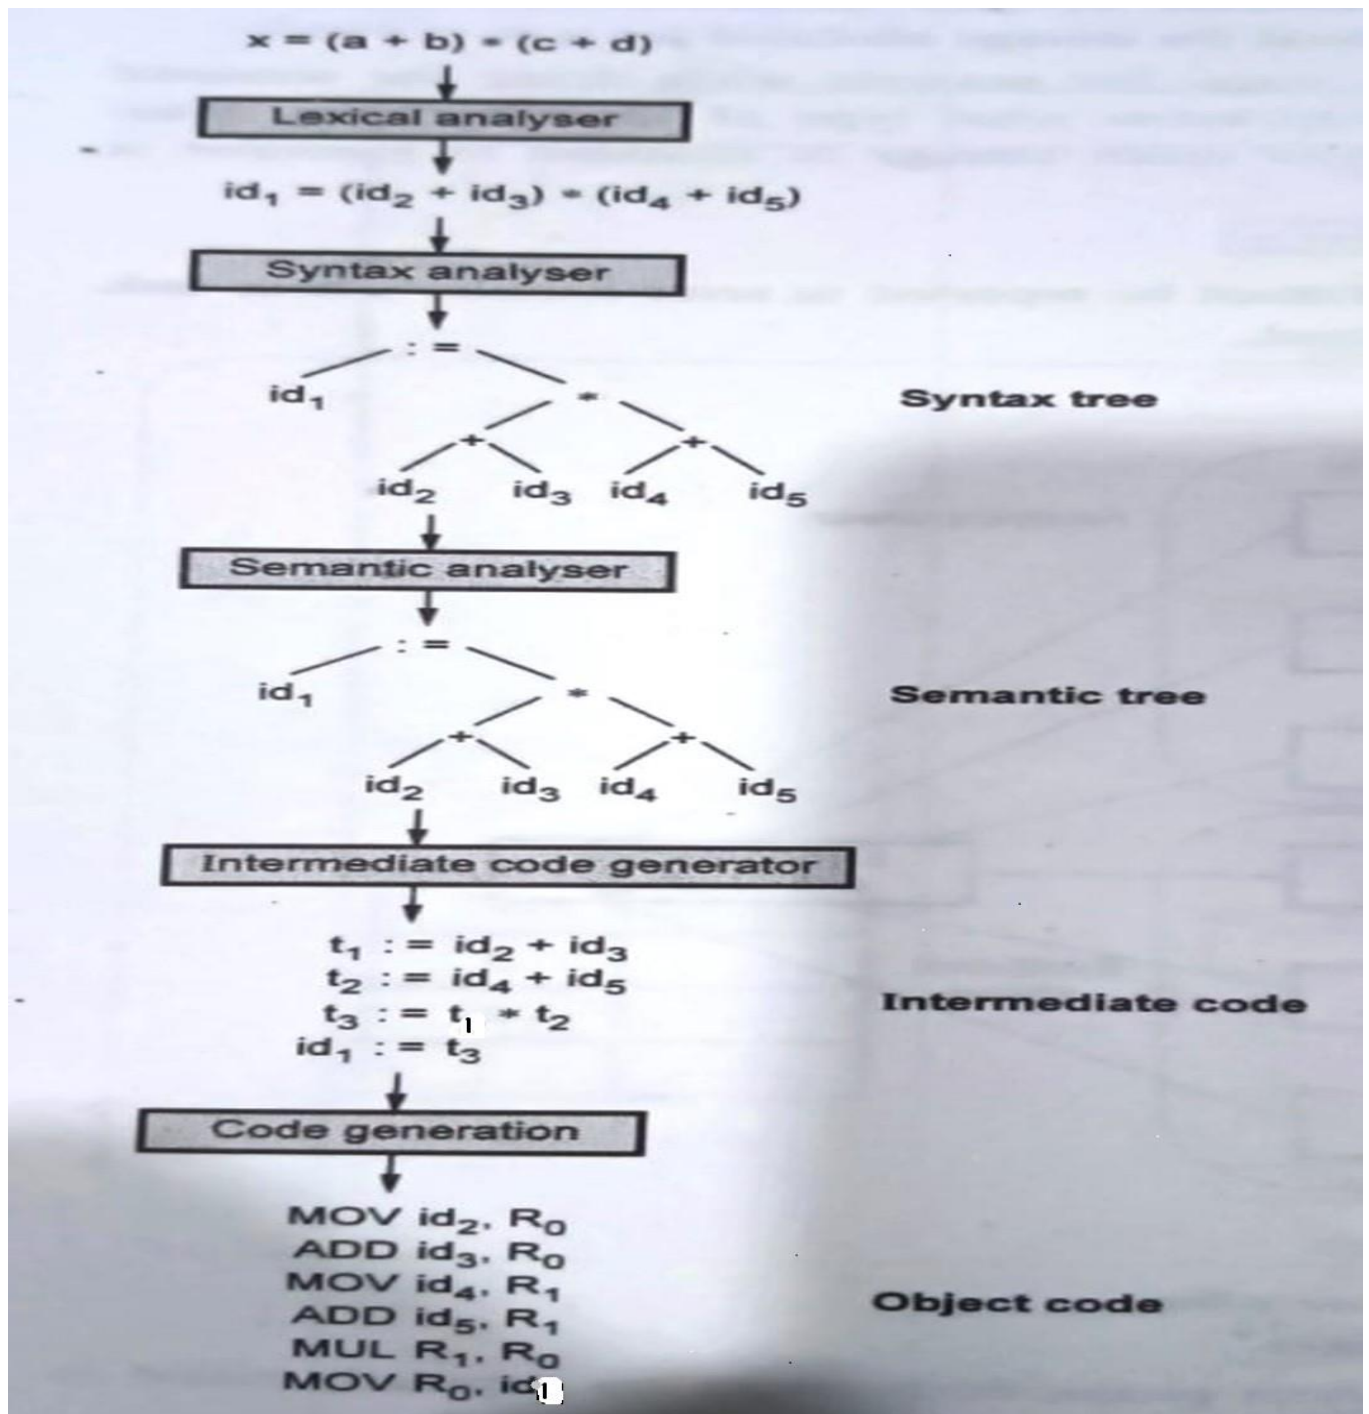 x = (a + b) * (c + d)
Lexical analyser
id₁ = (id₂ + id₃) * (id₄ + id₅)
Syntax analyser
: =
id₁
*
Syntax tree
+ +
id₂ id₃ id₄ id₅
Semantic analyser
: =
id₁
*
Semantic tree
+ +
id₂ id₃ id₄ id₅
Intermediate code generator
t₁ : = id₂ + id₃
t₂ : = id₄ + id₅
Intermediate code
t₃ : = t₁ * t₂
id₁ : = t₃
Code generation
MOV id₂, R₀
ADD id₃, R₀
MOV id₄, R₁
Object code
ADD id₅, R₁
MUL R₁, R₀
MOV R₀, id₁